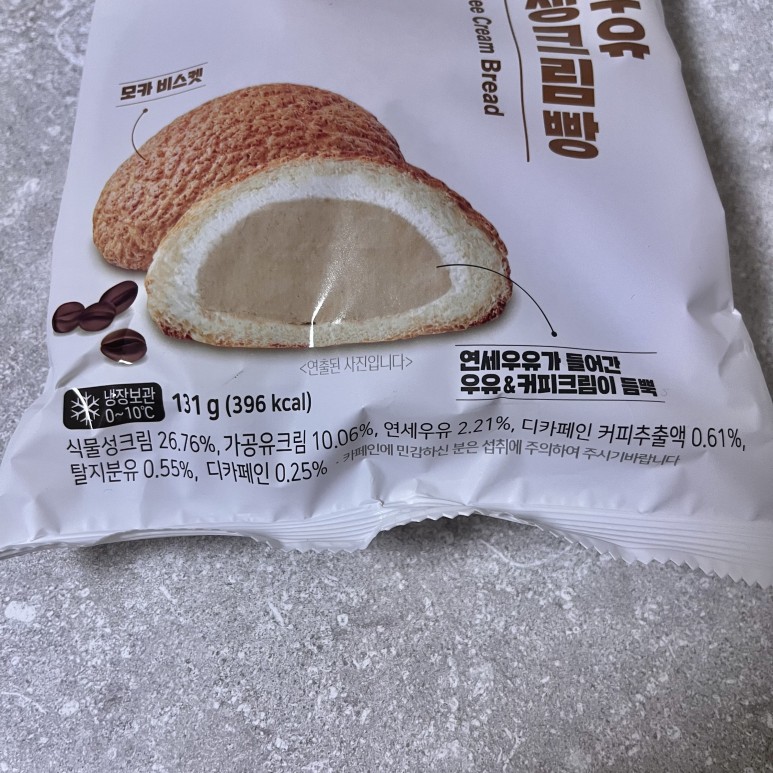 모카 비스켓
Cream Bread
크림빵
<연출된 사진입니다>
연세우유가 들어간
우유&커피크림이 듬뿍
냉장보관
0~10℃
131 g (396 kcal)
식물성크림 26.76%, 가공유크림 10.06%, 연세우유 2.21%, 디카페인 커피추출액 0.61%,
탈지분유 0.55%, 디카페인 0.25% · 카페인에 민감하신 분은 섭취에 주의하여 주시기바랍니다